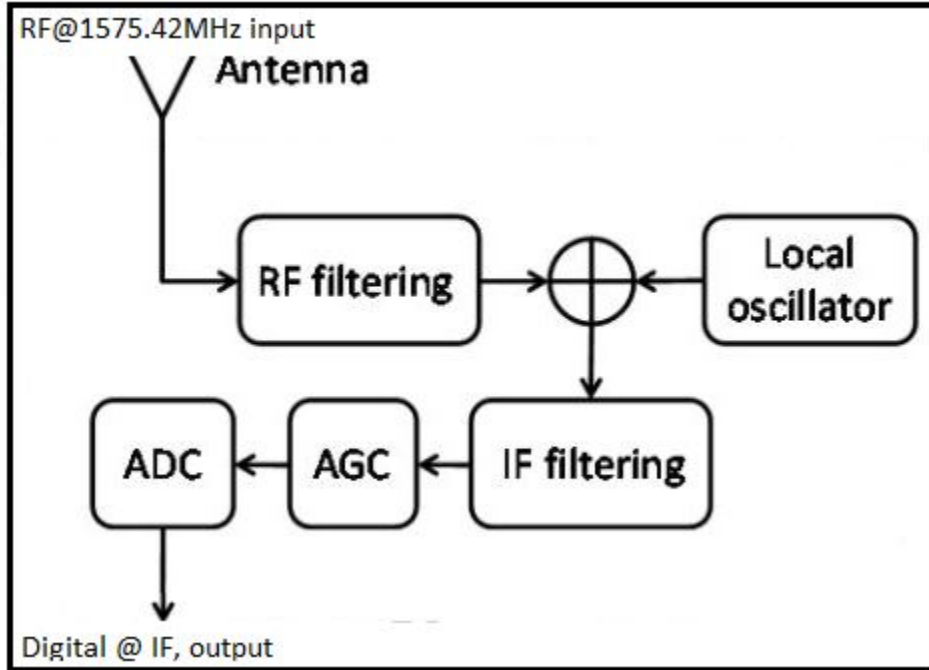 RF@1575.42MHz input
Antenna
RF filtering
Local
oscillator
ADC
AGC
IF filtering
Digital @ IF, output